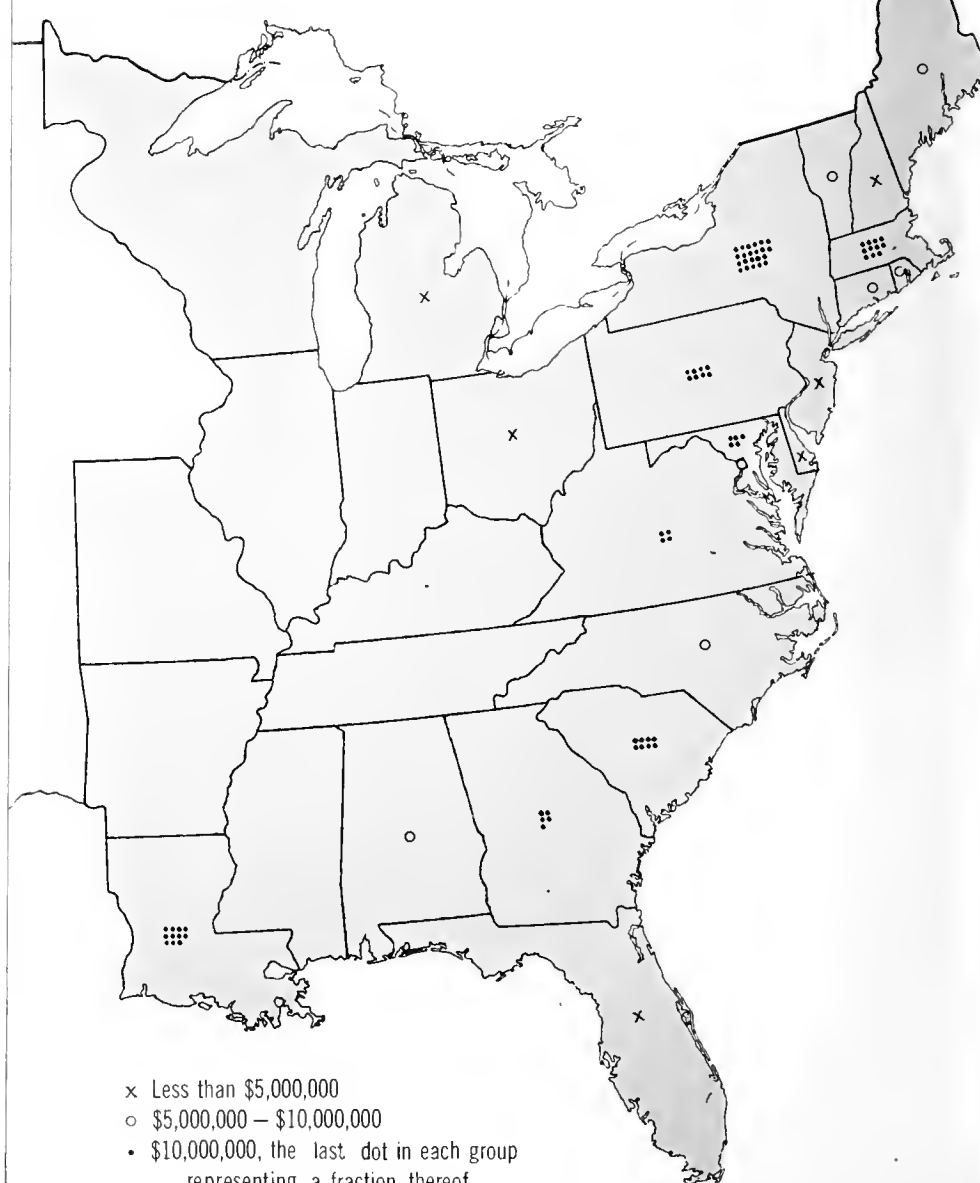 x Less than $5,000,000
o $5,000,000 – $10,000,000
• $10,000,000, the last dot in each group
representing a fraction thereof